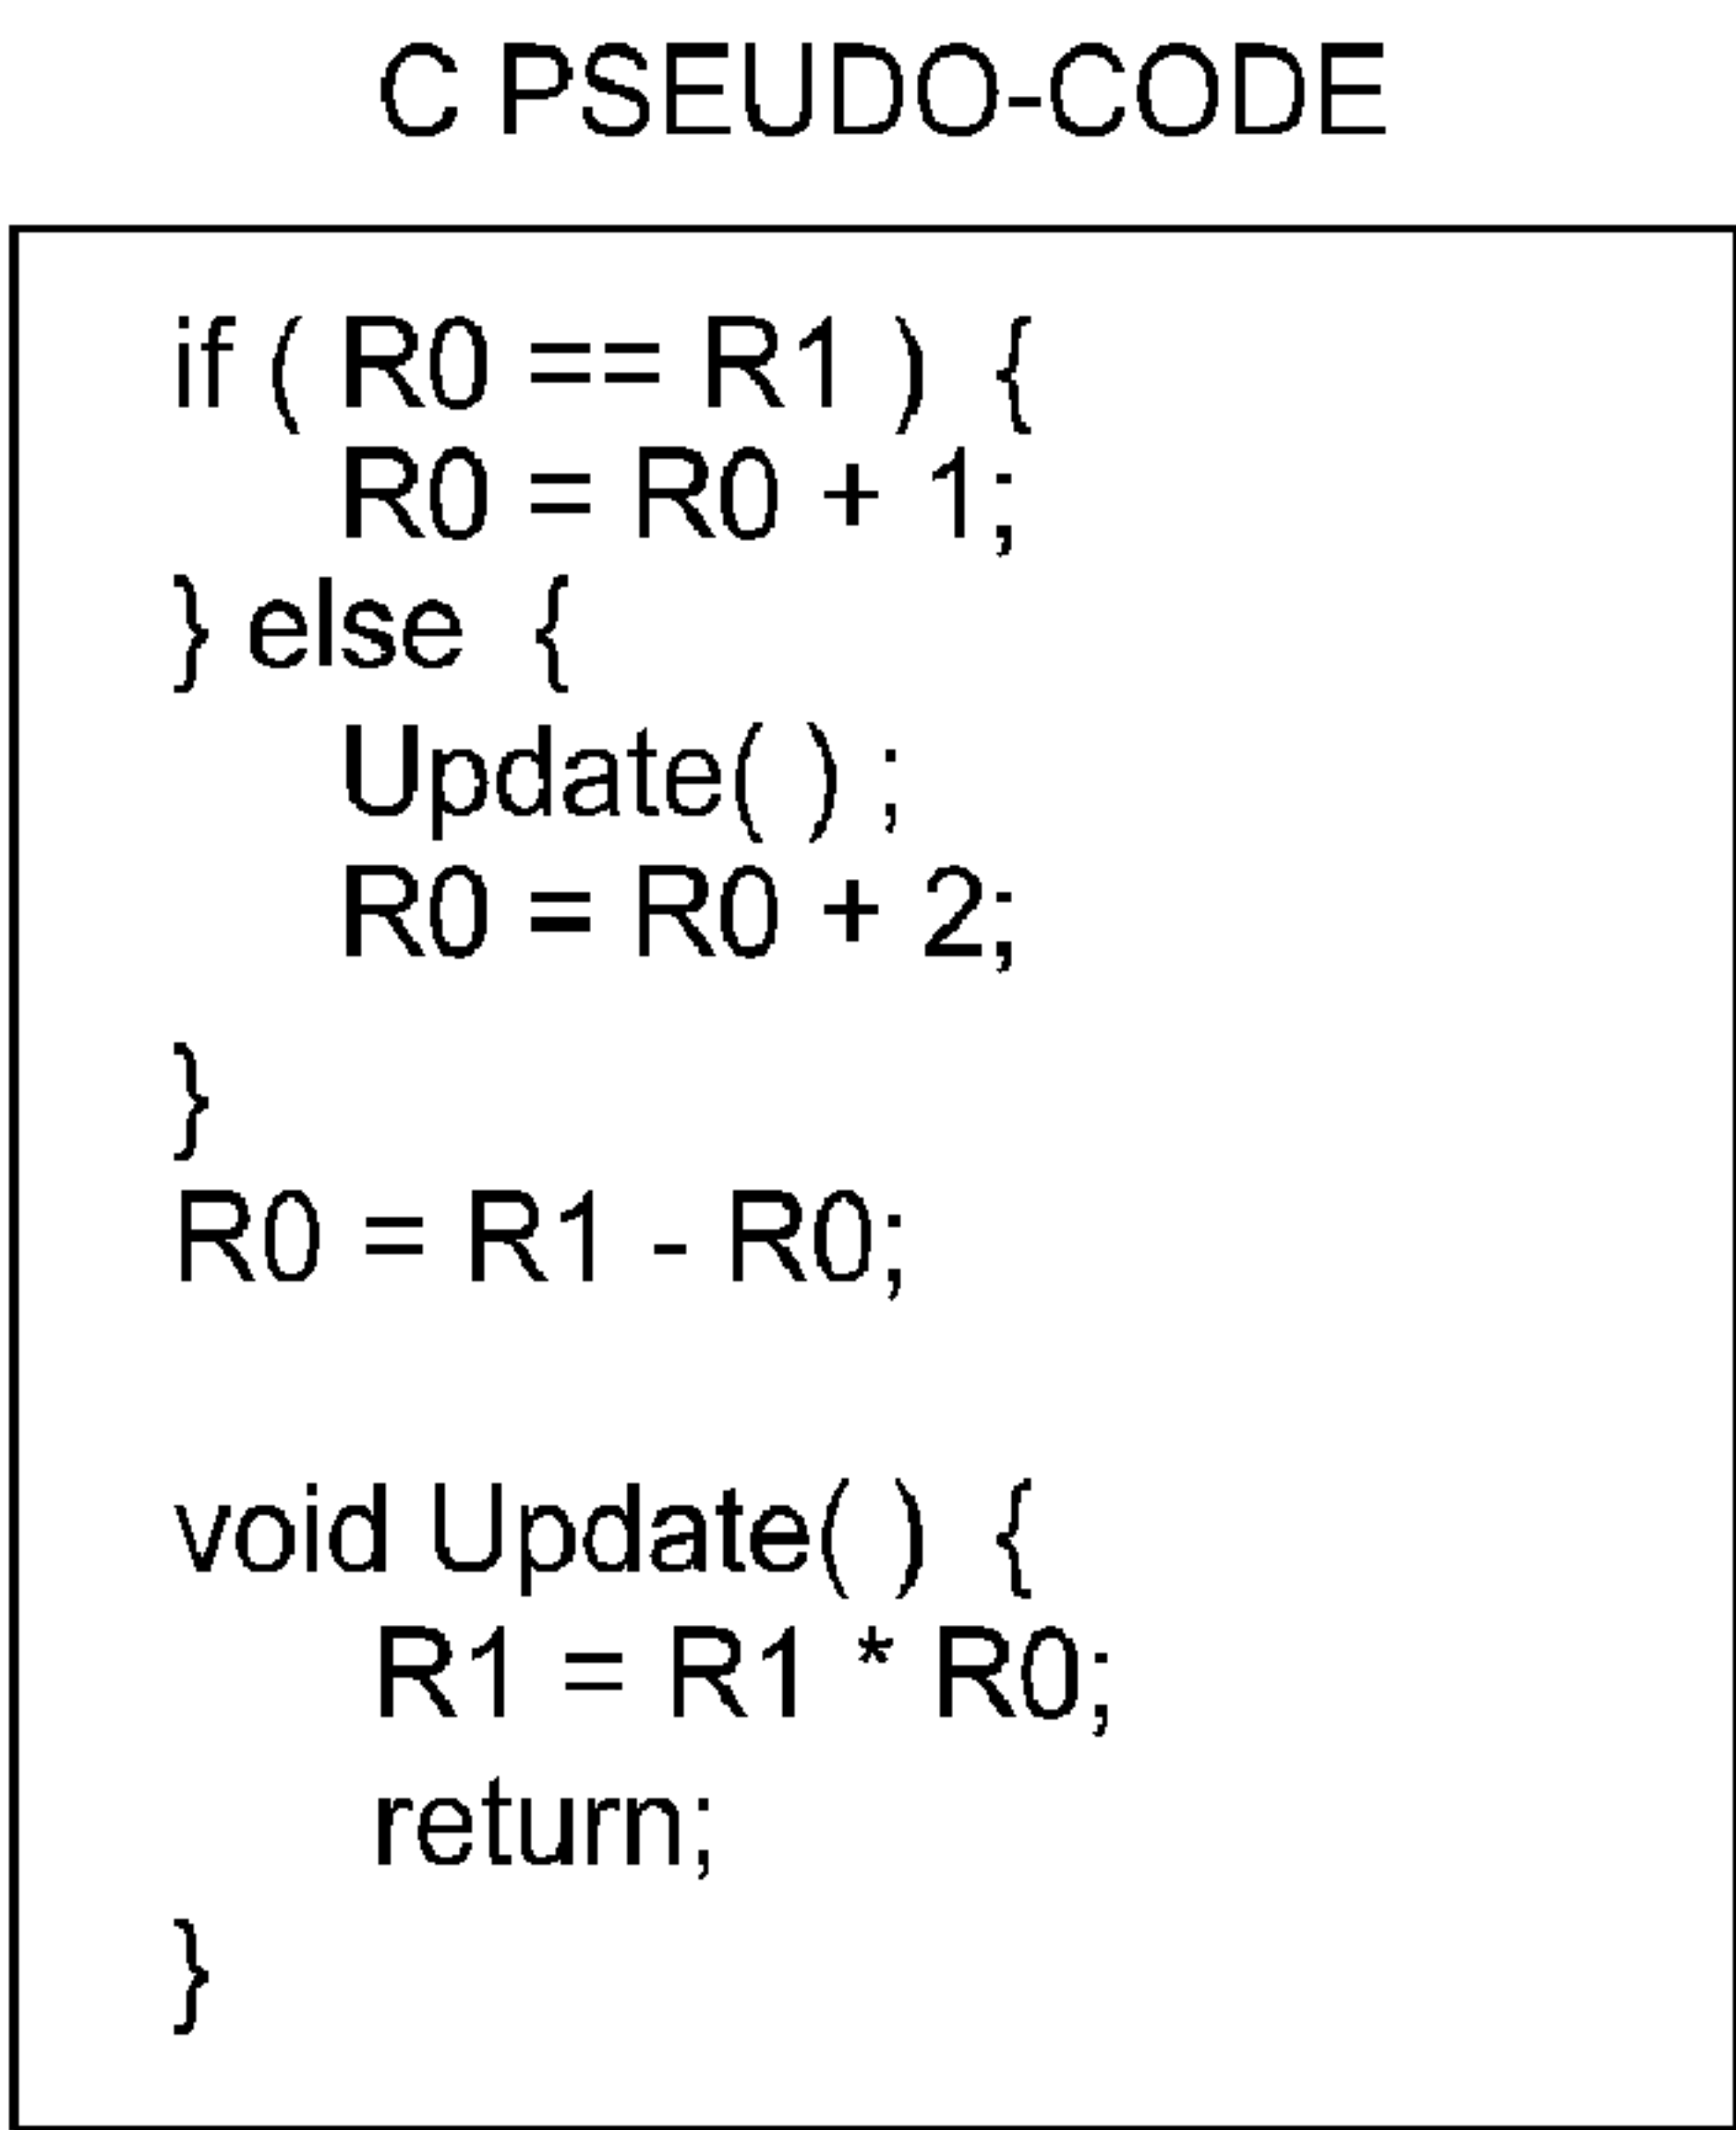 C PSEUDO-CODE
if ( R0 == R1 ) {
R0 = R0 + 1;
} else {
Update( ) ;
R0 = R0 + 2;
}
R0 = R1 - R0;
void Update( ) {
R1 = R1 * R0;
return;
}